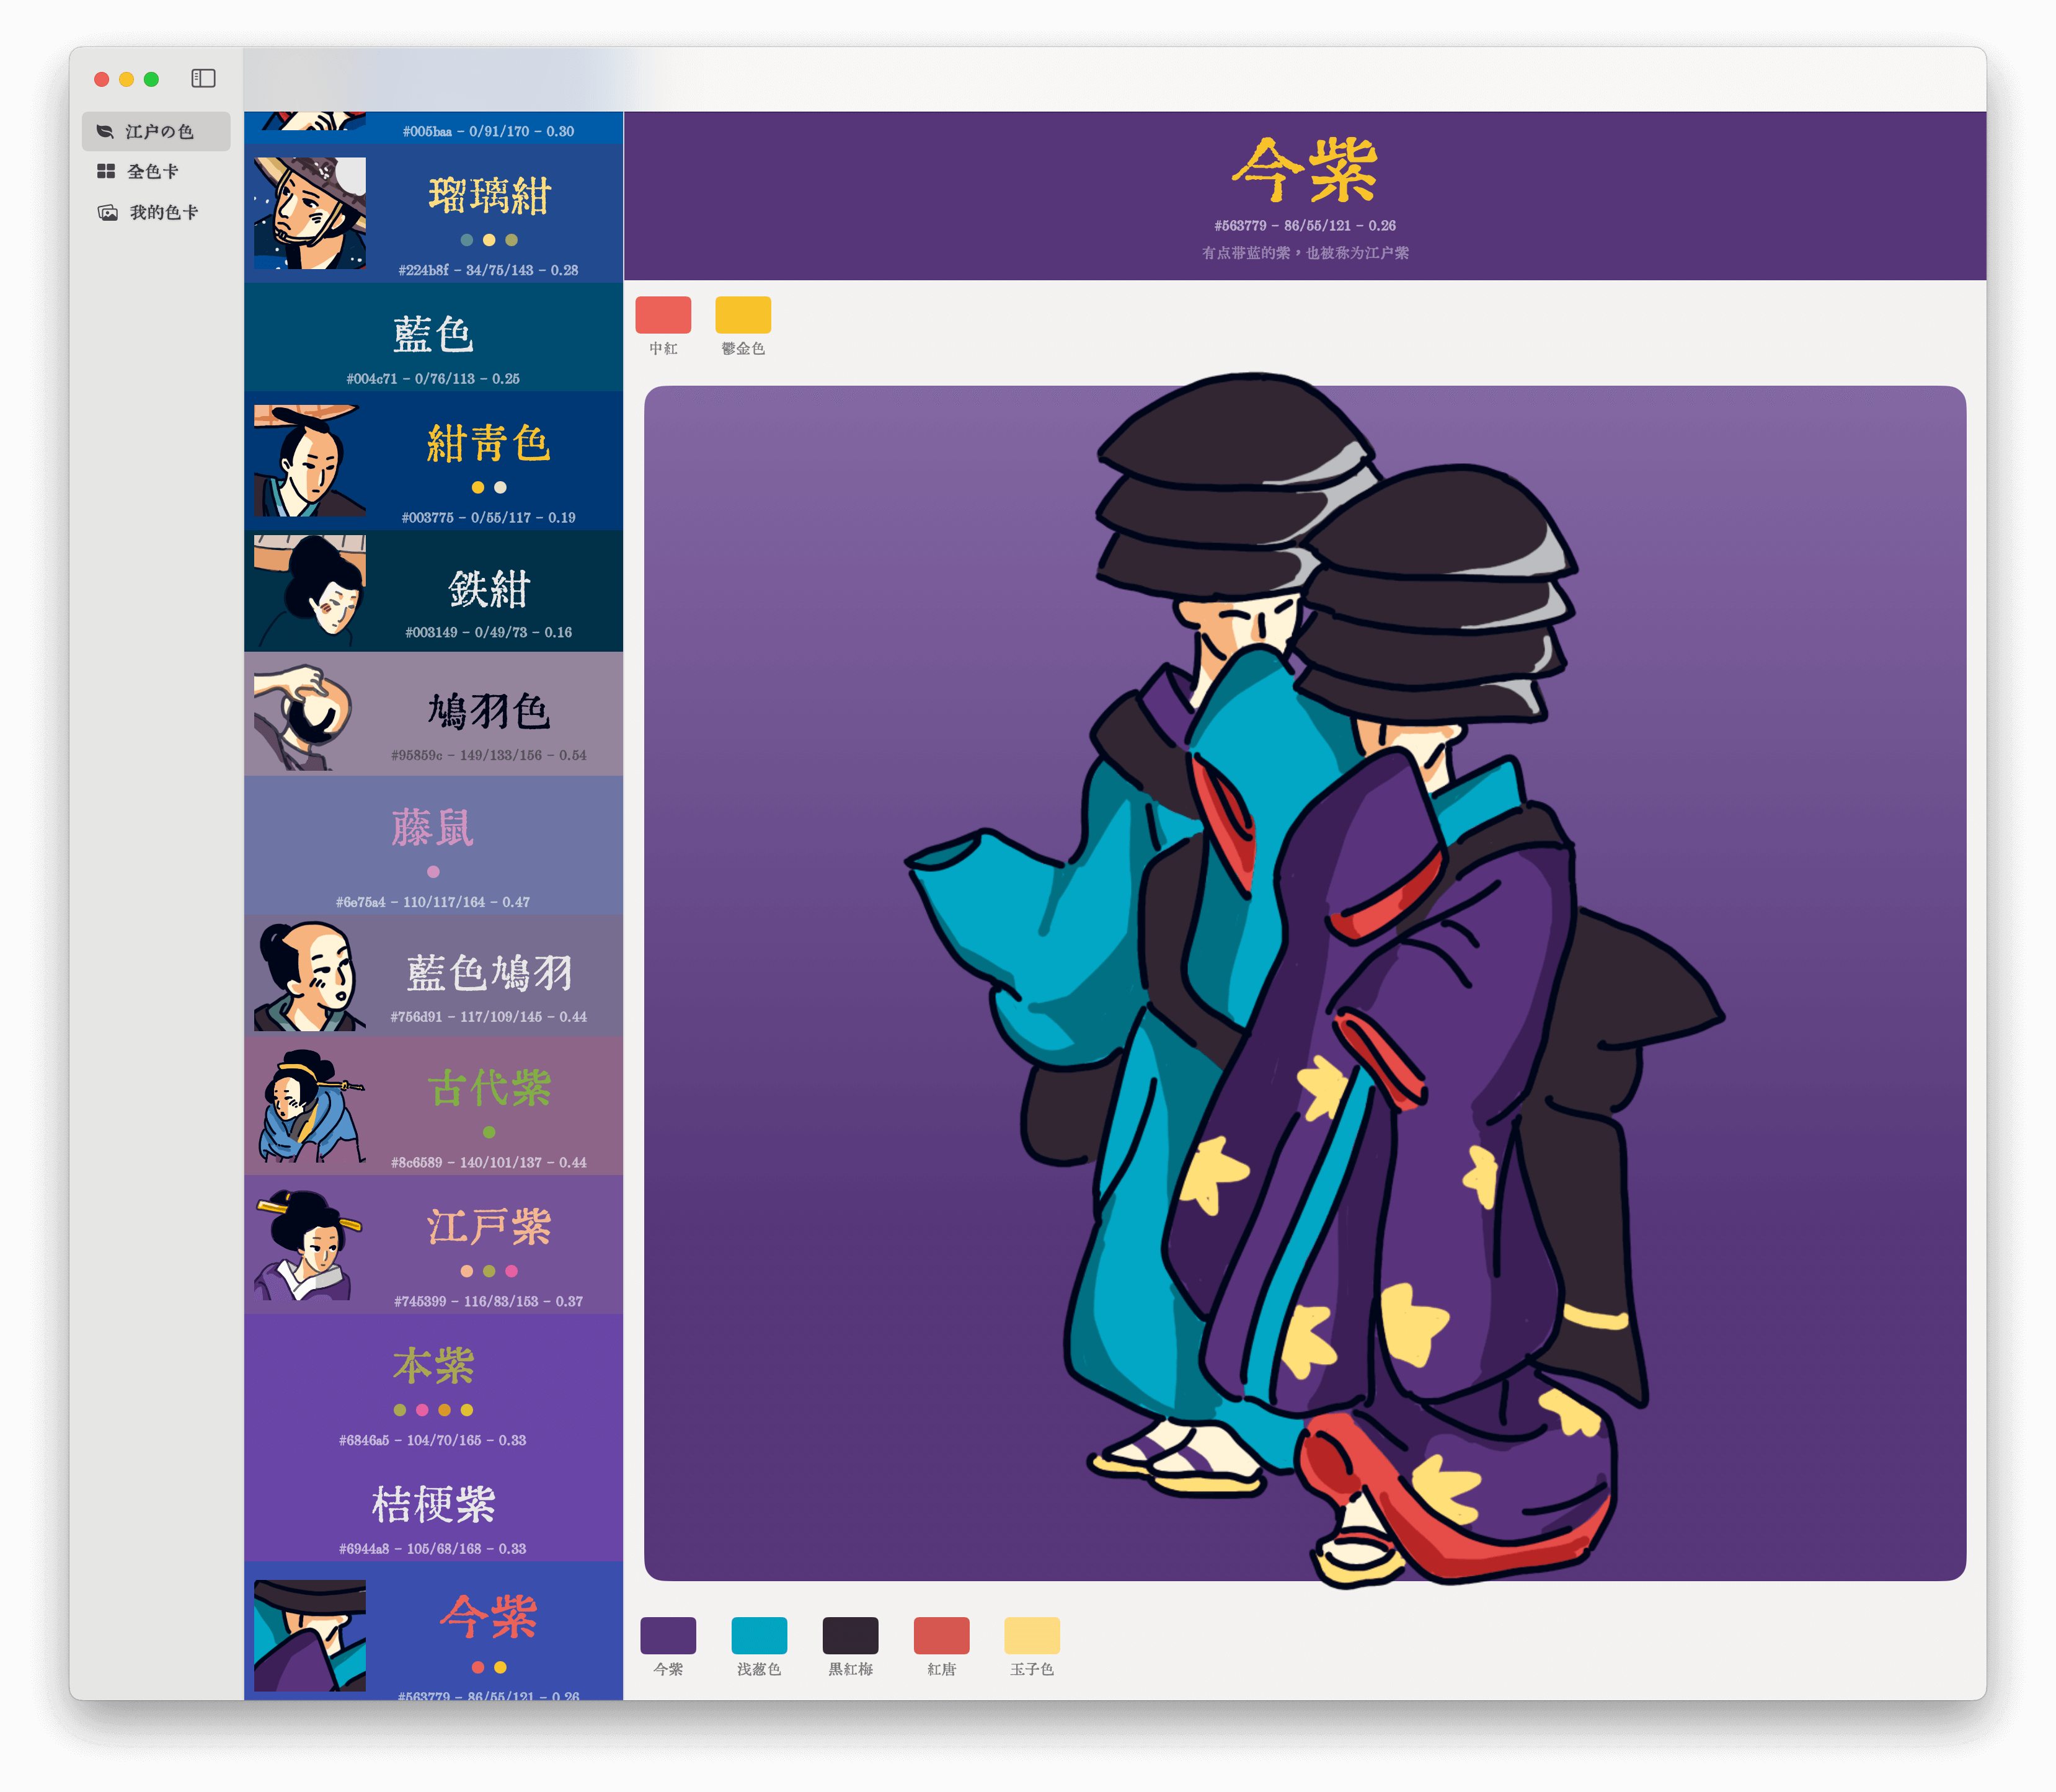 江户の色
全色卡
我的色卡
#005baa - 0/91/170 - 0.30
瑠璃紺
#224b8f - 34/75/143 - 0.28
藍色
#004c71 - 0/76/113 - 0.25
紺青色
#003775 - 0/55/117 - 0.19
鉄紺
#003149 - 0/49/73 - 0.16
鳩羽色
#95859c - 149/133/156 - 0.54
藤鼠
#6e75a4 - 110/117/164 - 0.47
藍色鳩羽
#756d91 - 117/109/145 - 0.44
古代紫
#8c6589 - 140/101/137 - 0.44
江戸紫
#745399 - 116/83/153 - 0.37
本紫
#6846a5 - 104/70/165 - 0.33
桔梗紫
#6944a8 - 105/68/168 - 0.33
今紫
#563779 - 86/55/121 - 0.26
今紫
#563779 - 86/55/121 - 0.26
有点带蓝的紫，也被称为江户紫
中紅
鬱金色
今紫
浅葱色
黒紅梅
紅唐
玉子色